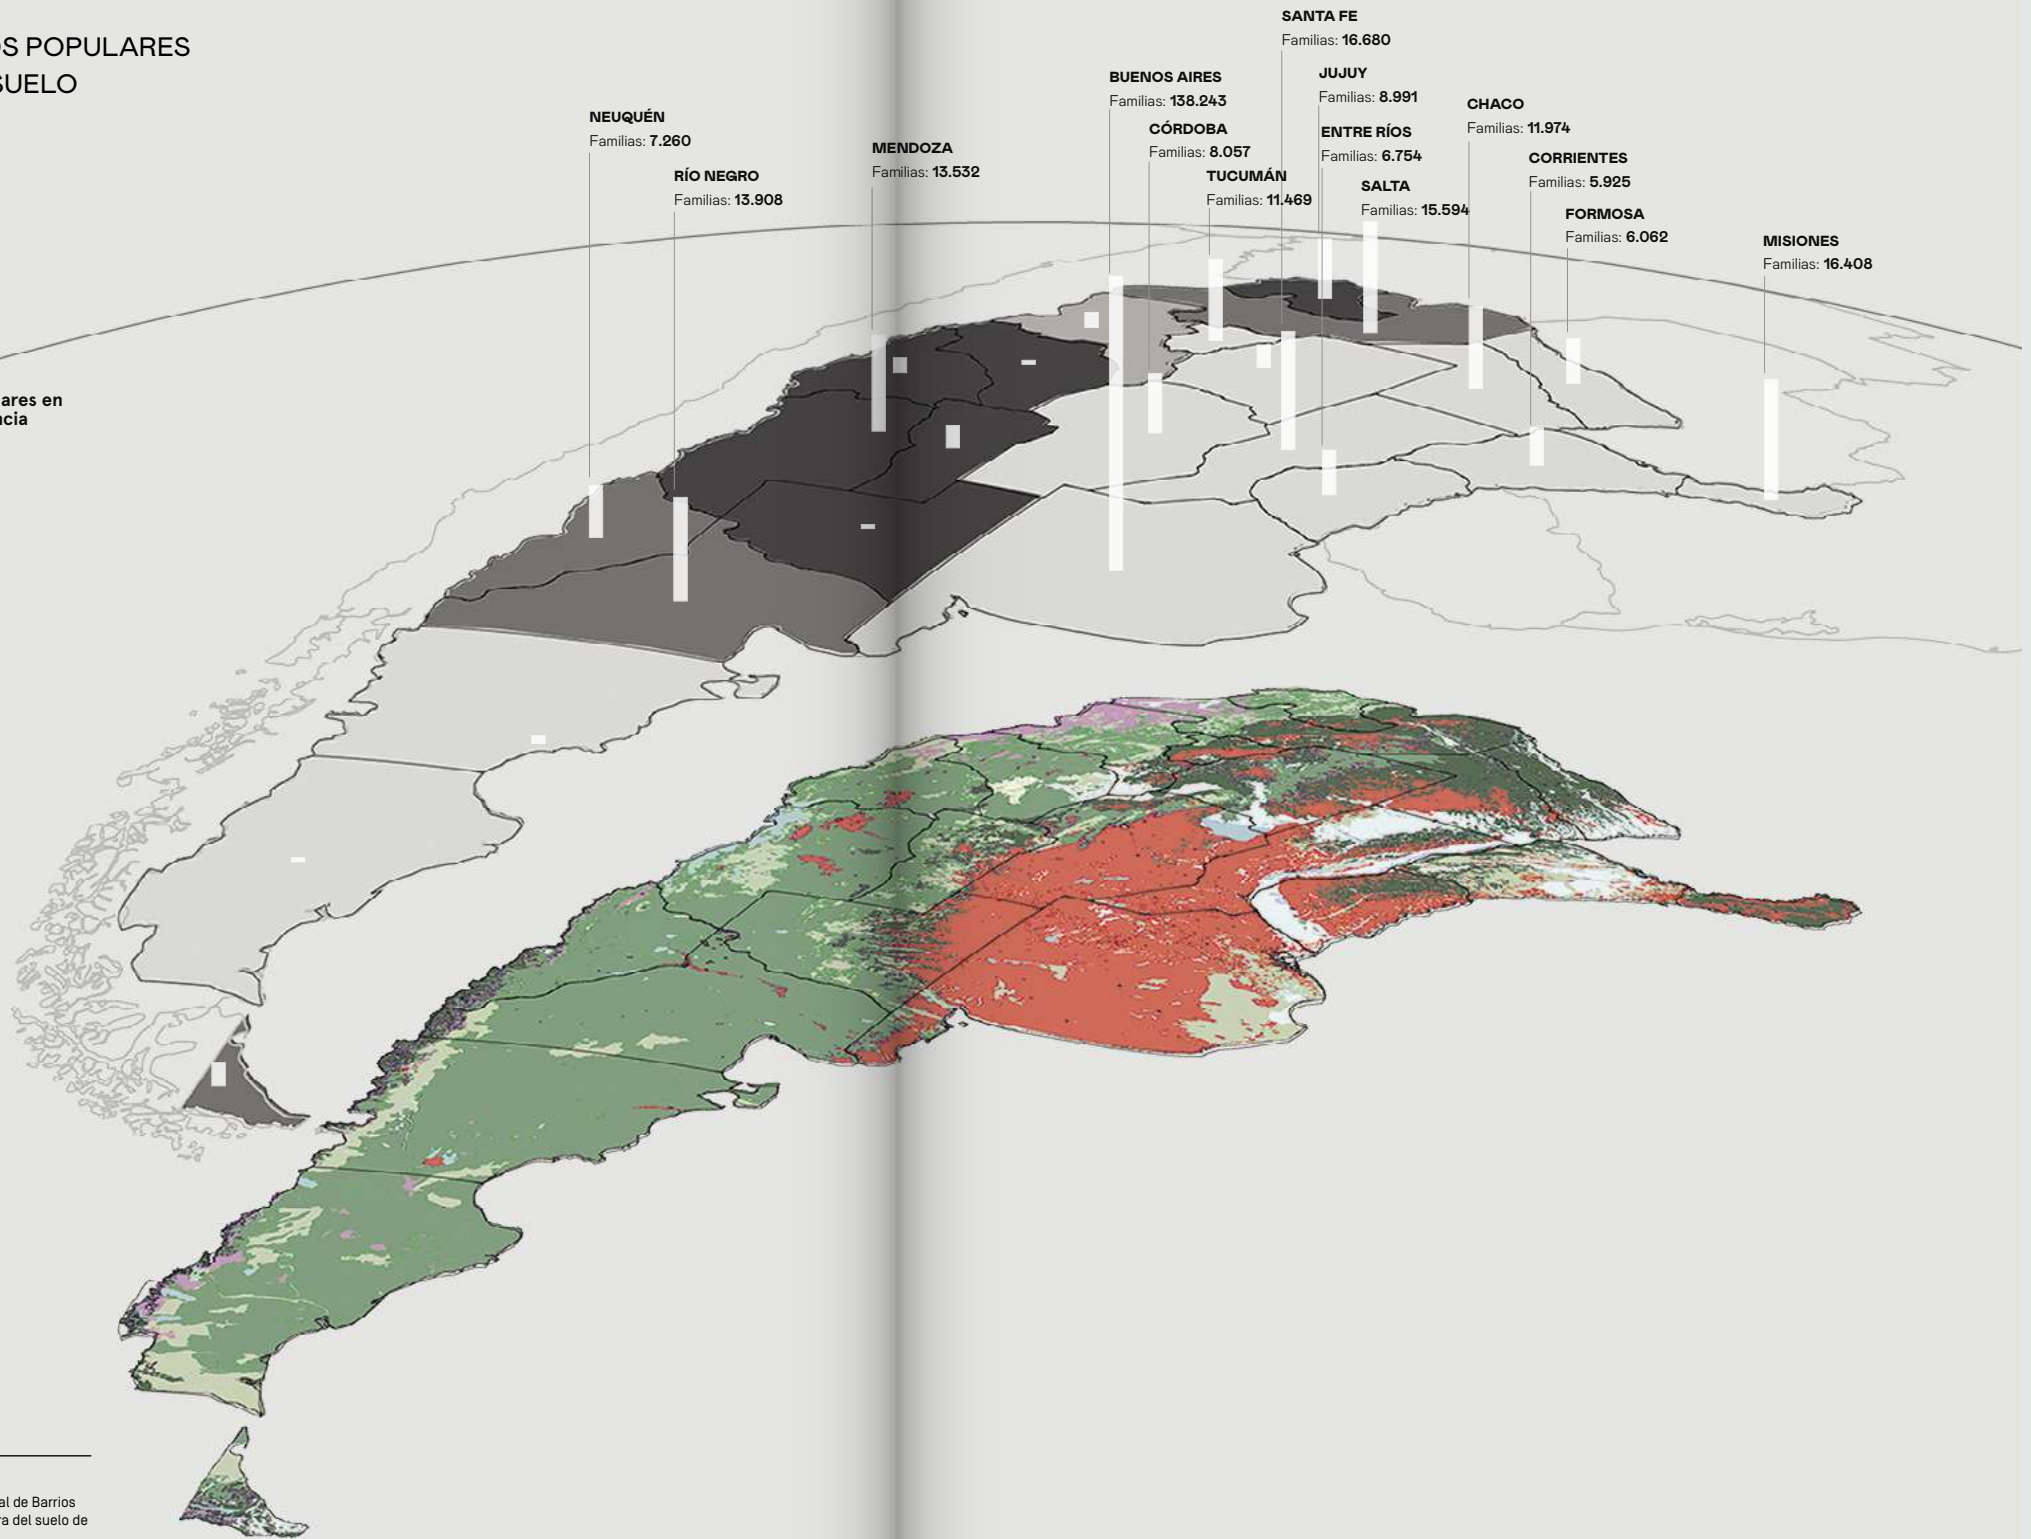 POPULARES
SUELO
SANTA FE
Familias: 16.680
BUENOS AIRES
Familias: 138.243
JUJUY
Familias: 8.991
CHACO
Familias: 11.974
NEUQUÉN
Familias: 7.260
CÓRDOBA
Familias: 8.057
ENTRE RÍOS
Familias: 6.754
MENDOZA
Familias: 13.532
CORRIENTES
Familias: 5.925
RÍO NEGRO
Familias: 13.908
TUCUMÁN
Familias: 11.469
SALTA
Familias: 15.594
FORMOSA
Familias: 6.062
MISIONES
Familias: 16.408
ares en
ncia
al de Barrios
ra del suelo de